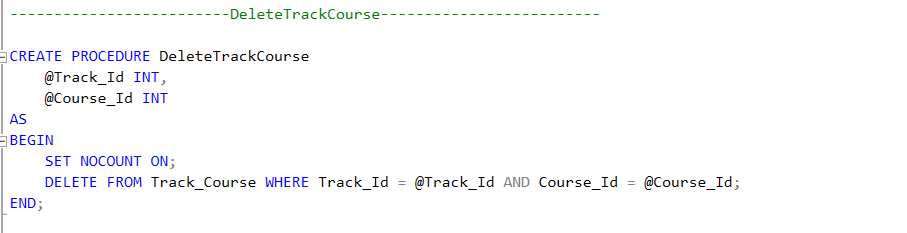 -------------------------DeleteTrackCourse-------------------------
CREATE PROCEDURE DeleteTrackCourse
    @Track_Id INT,
    @Course_Id INT
AS
BEGIN
    SET NOCOUNT ON;
    DELETE FROM Track_Course WHERE Track_Id = @Track_Id AND Course_Id = @Course_Id;
END;